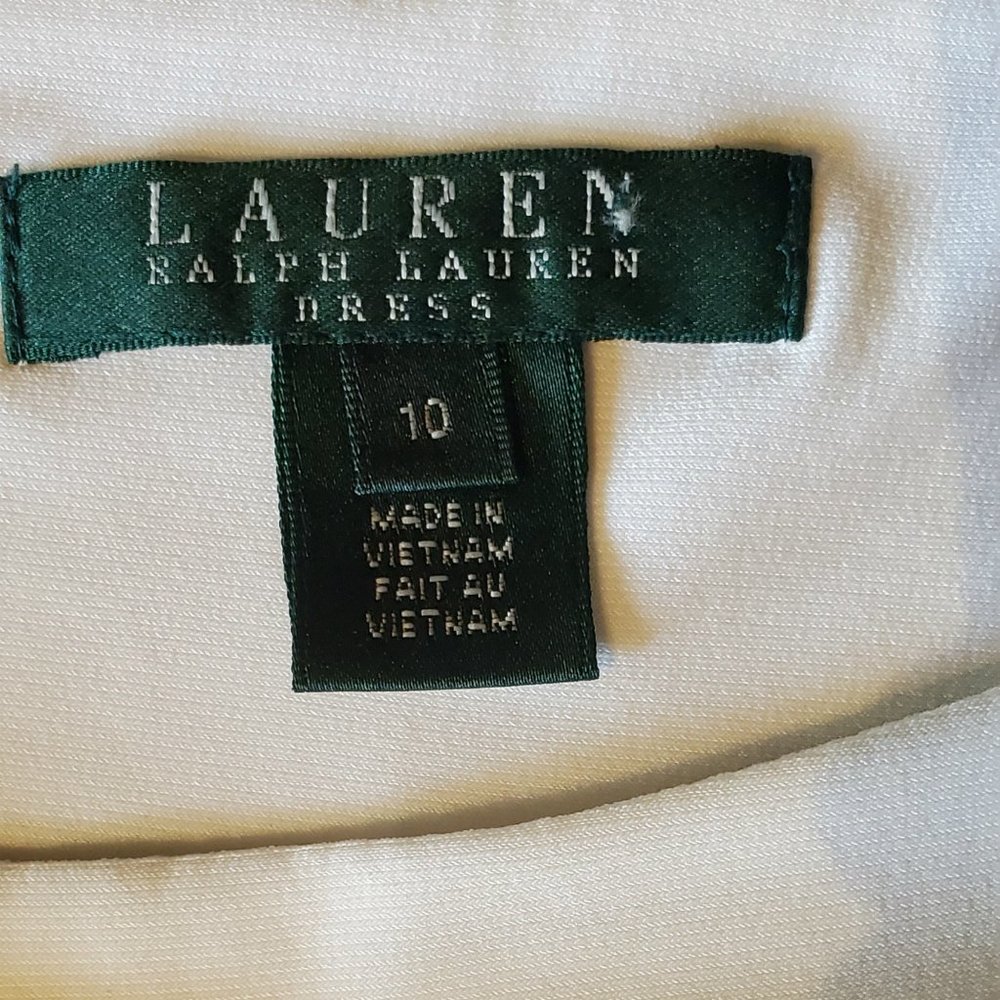 LAUREN
RALPH LAUREN
DRESS
10
MADE IN
VIETNAM
FAIT AU
VIETNAM